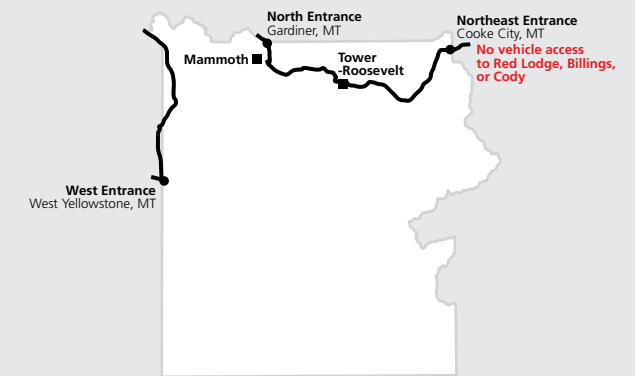 North Entrance
Gardiner, MT
Northeast Entrance
Cooke City, MT
No vehicle access
to Red Lodge, Billings,
or Cody
Mammoth
Tower
-Roosevelt
West Entrance
West Yellowstone, MT